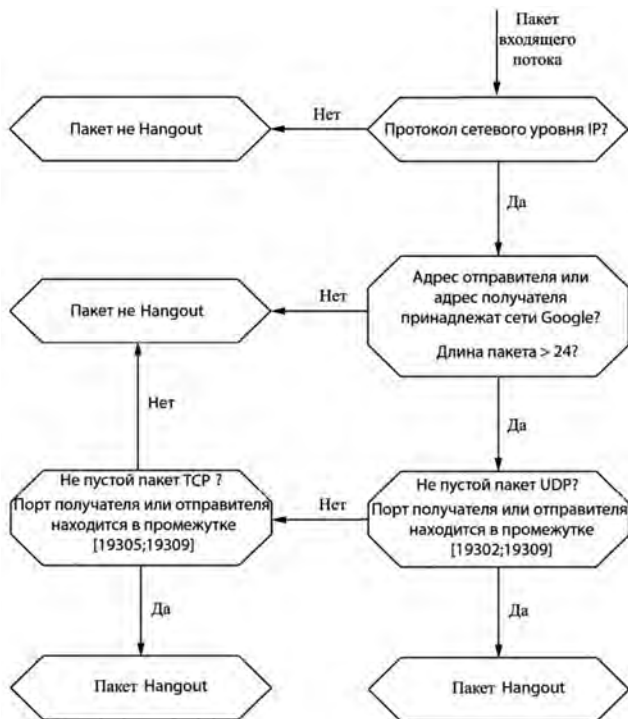 Пакет
входящего
потока
Протокол сетевого уровня IP?
Нет
Пакет не Hangout
Да
Адрес отправителя или
адрес получателя
принадлежат сети Google?
Длина пакета > 24?
Нет
Пакет не Hangout
Да
Не пустой пакет UDP?
Порт получателя или отправителя
находится в промежутке
[19302;19309]
Нет
Не пустой пакет TCP ?
Порт получателя или отправителя
находится в промежутке
[19305;19309]
Нет
Да
Пакет Hangout
Да
Пакет Hangout